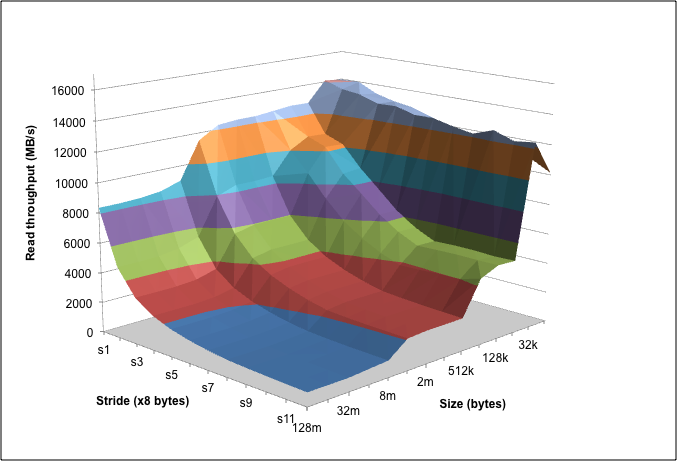 16000
14000
12000
10000
8000
6000
4000
2000
0
Read throughput (MB/s)
s1
s3
s5
s7
s9
s11
Stride (x8 bytes)
128m
32m
8m
2m
512k
128k
32k
Size (bytes)